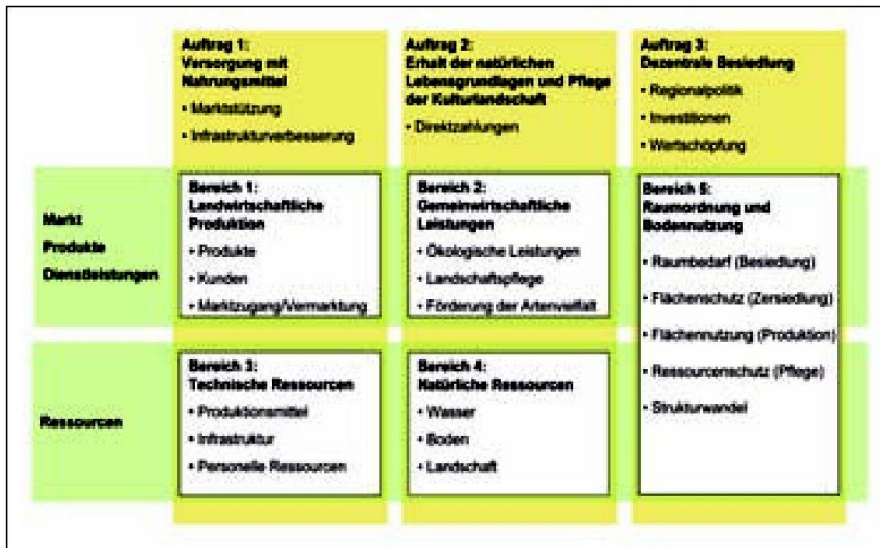 Auftrag 1:
Versorgung mit
Nahrungsmittel
• Marktstützung
• Infrastrukturverbesserung
Auftrag 2:
Erhalt der natürlichen
Lebensgrundlagen und Pflege
der Kulturlandschaft
• Direktzahlungen
Auftrag 3:
Dezentrale Besiedlung
• Regionalpolitik
• Investitionen
• Wertschöpfung
Markt
Produkte
Dienstleistungen
Bereich 1:
Landwirtschaftliche
Produktion
• Produkte
• Kunden
• Marktzugang/Vermarktung
Bereich 2:
Gemeinwirtschaftliche
Leistungen
• Ökologische Leistungen
• Landschaftspflege
• Förderung der Artenvielfalt
Bereich 5:
Raumordnung und
Bodennutzung
• Raumbedarf (Besiedlung)
• Flächenschutz (Zersiedlung)
• Flächennutzung (Produktion)
• Ressourcenschutz (Pflege)
• Strukturwandel
Ressourcen
Bereich 3:
Technische Ressourcen
• Produktionsmittel
• Infrastruktur
• Personelle Ressourcen
Bereich 4:
Natürliche Ressourcen
• Wasser
• Boden
• Landschaft